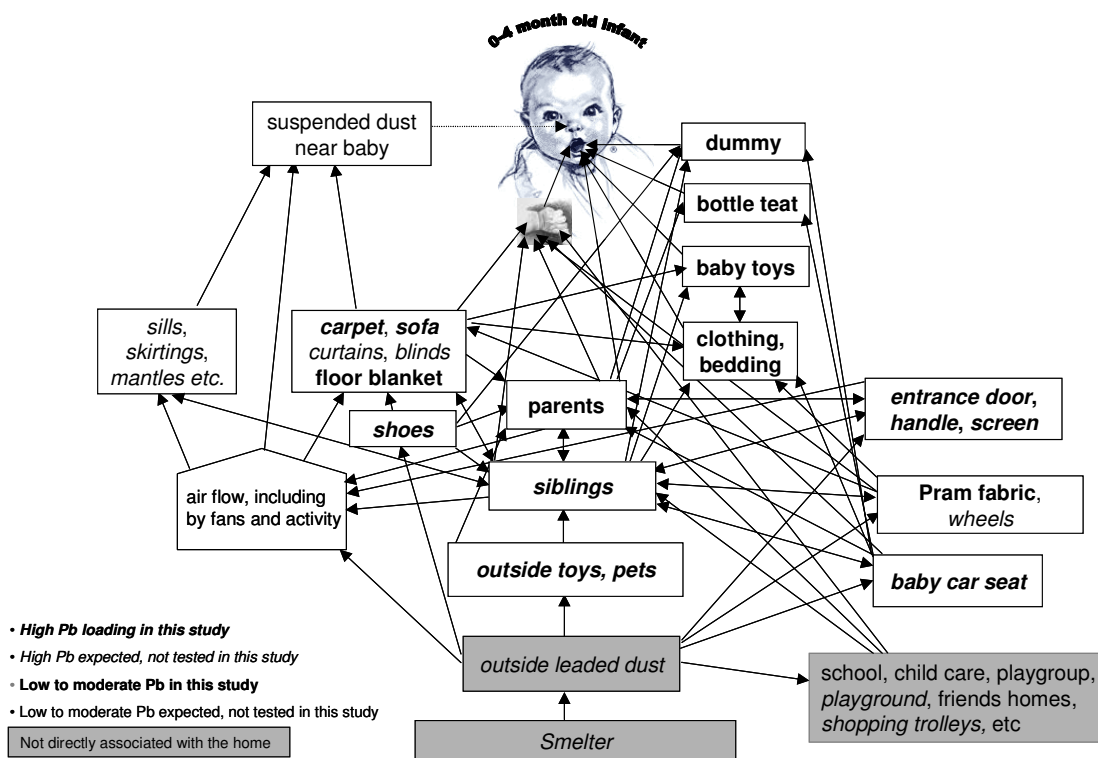 0-4 month old infant
suspended dust
near baby
dummy
bottle teat
baby toys
clothing,
bedding
sills,
skirtings,
mantles etc.
carpet, sofa
curtains, blinds
floor blanket
parents
shoes
entrance door,
handle, screen
siblings
air flow, including
by fans and activity
Pram fabric,
wheels
outside toys, pets
baby car seat
• High Pb loading in this study
• High Pb expected, not tested in this study
• Low to moderate Pb in this study
• Low to moderate Pb expected, not tested in this study
Not directly associated with the home
outside leaded dust
school, child care, playgroup,
playground, friends homes,
shopping trolleys, etc
Smelter
®